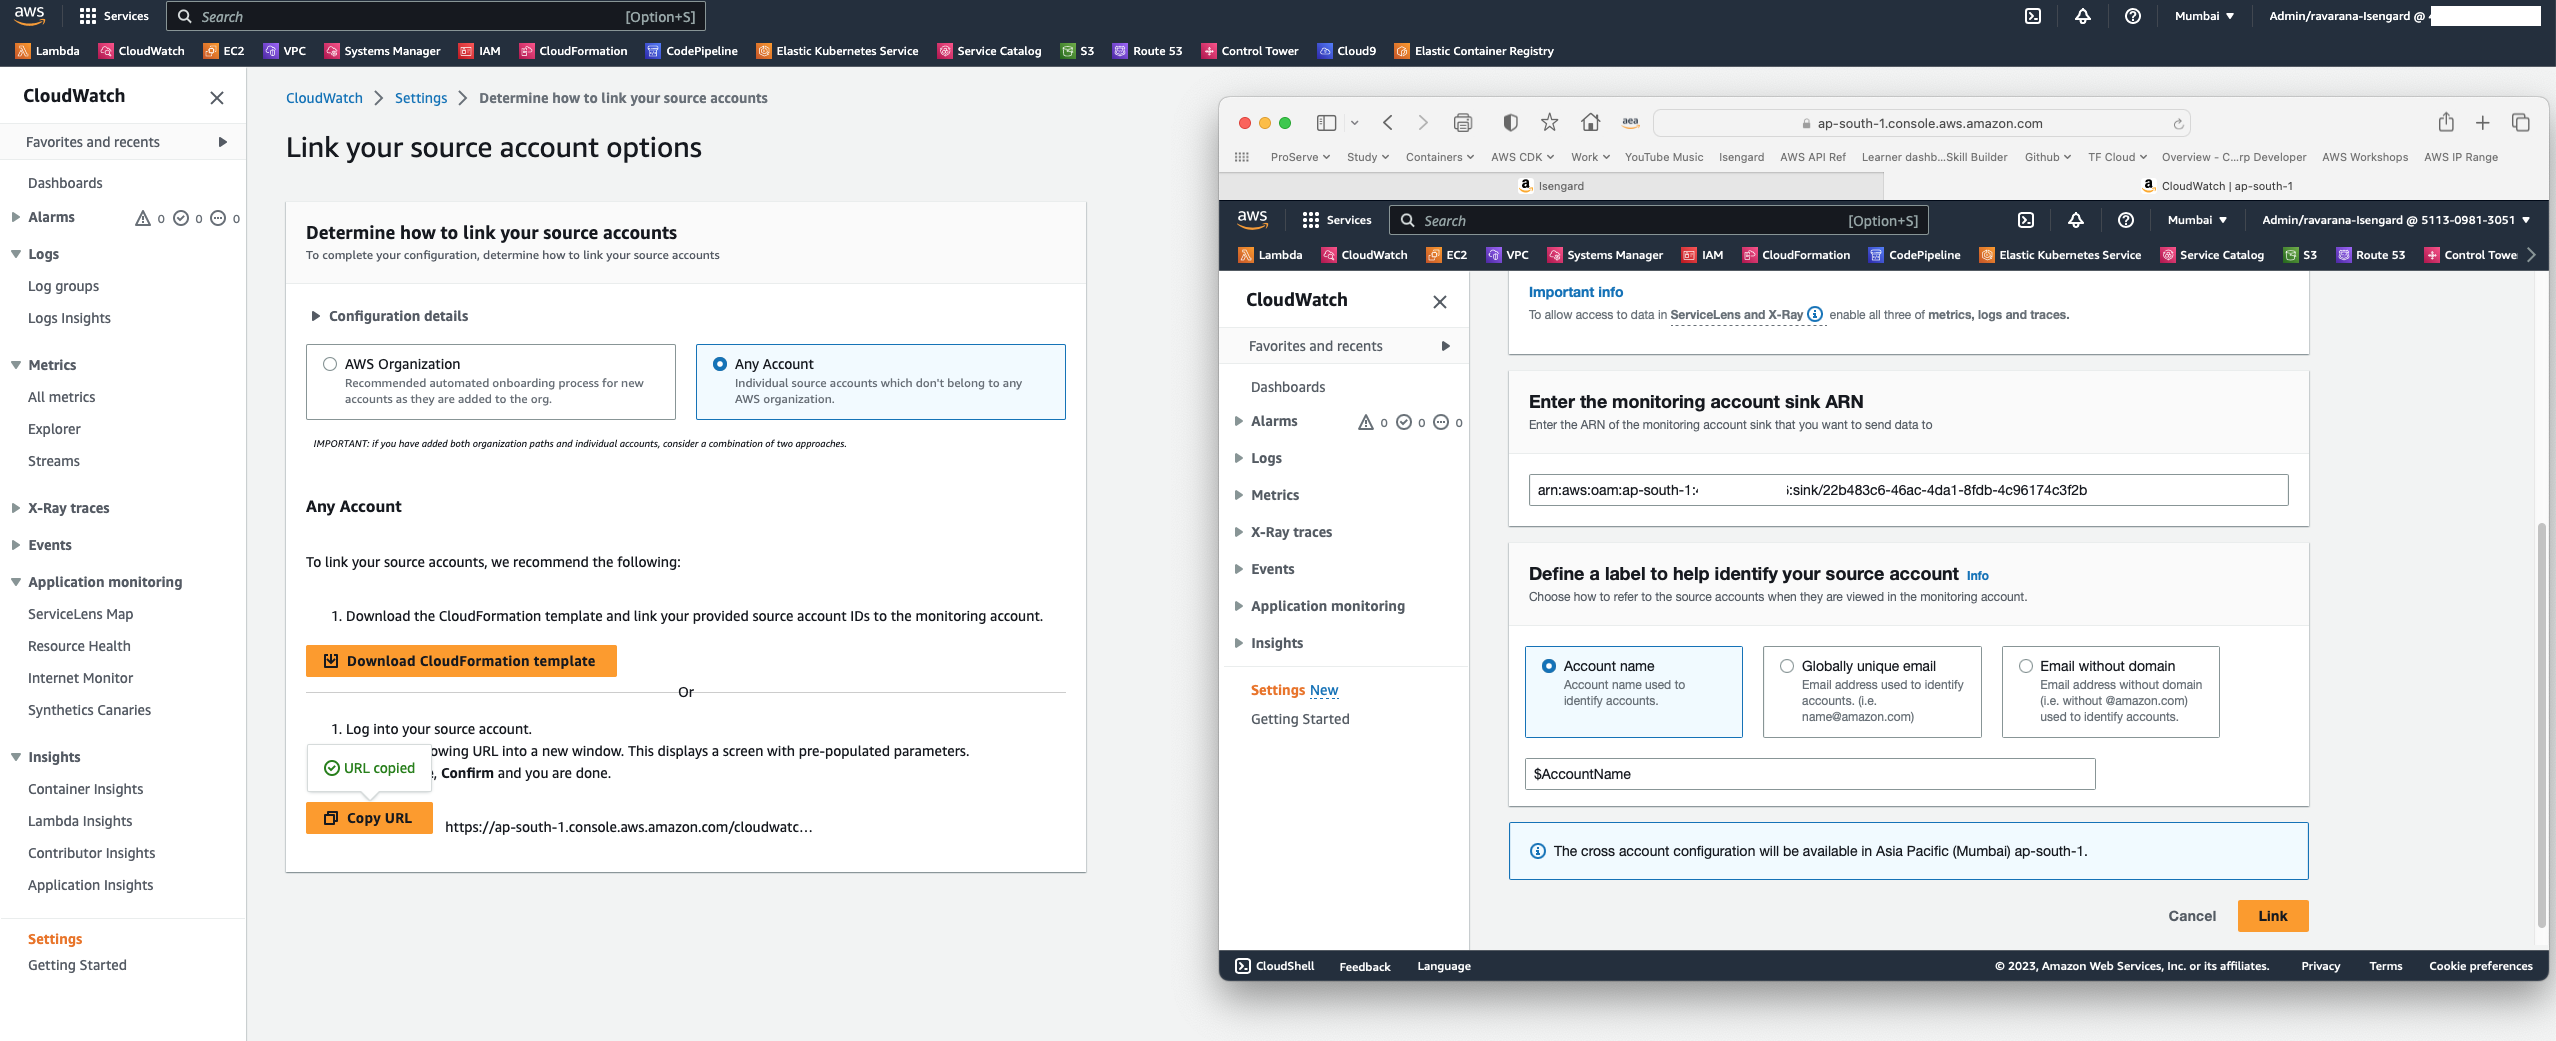 aws
Services
Search
[Option+S]
Mumbai
Admin/ravarana-Isengard @
Lambda
CloudWatch
EC2
VPC
Systems Manager
IAM
CloudFormation
CodePipeline
Elastic Kubernetes Service
Service Catalog
S3
Route 53
Control Tower
Cloud9
Elastic Container Registry
CloudWatch
Favorites and recents
Dashboards
Alarms 0 0 0
Logs
Log groups
Logs Insights
Metrics
All metrics
Explorer
Streams
X-Ray traces
Events
Application monitoring
ServiceLens Map
Resource Health
Internet Monitor
Synthetics Canaries
Insights
Container Insights
Lambda Insights
Contributor Insights
Application Insights
Settings
Getting Started
CloudWatch > Settings > Determine how to link your source accounts
Link your source account options
Determine how to link your source accounts
To complete your configuration, determine how to link your source accounts
Configuration details
AWS Organization
Recommended automated onboarding process for new
accounts as they are added to the org.
Any Account
Individual source accounts which don't belong to any
AWS organization.
IMPORTANT: if you have added both organization paths and individual accounts, consider a combination of two approaches.
Any Account
To link your source accounts, we recommend the following:
1. Download the CloudFormation template and link your provided source account IDs to the monitoring account.
Download CloudFormation template
Or
1. Log into your source account.
owing URL into a new window. This displays a screen with pre-populated parameters.
, Confirm and you are done.
URL copied
Copy URL
https://ap-south-1.console.aws.amazon.com/cloudwatc...
aea
ap-south-1.console.aws.amazon.com
ProServe
Study
Containers
AWS CDK
Work
YouTube Music
Isengard
AWS API Ref
Learner dashb...Skill Builder
Github
TF Cloud
Overview - C...rp Developer
AWS Workshops
AWS IP Range
Isengard
CloudWatch | ap-south-1
aws
Services
Search
[Option+S]
Mumbai
Admin/ravarana-Isengard @ 5113-0981-3051
Lambda
CloudWatch
EC2
VPC
Systems Manager
IAM
CloudFormation
CodePipeline
Elastic Kubernetes Service
Service Catalog
S3
Route 53
Control Towe
CloudWatch
Favorites and recents
Dashboards
Alarms 0 0 0
Logs
Metrics
X-Ray traces
Events
Application monitoring
Insights
Settings New
Getting Started
Important info
To allow access to data in ServiceLens and X-Ray enable all three of metrics, logs and traces.
Enter the monitoring account sink ARN
Enter the ARN of the monitoring account sink that you want to send data to
arn:aws:oam:ap-south-1: :sink/22b483c6-46ac-4da1-8fdb-4c96174c3f2b
Define a label to help identify your source account Info
Choose how to refer to the source accounts when they are viewed in the monitoring account.
Account name
Account name used to
identify accounts.
Globally unique email
Email address used to identify
accounts. (i.e.
name@amazon.com)
Email without domain
Email address without domain
(i.e. without @amazon.com)
used to identify accounts.
$AccountName
The cross account configuration will be available in Asia Pacific (Mumbai) ap-south-1.
Cancel
Link
CloudShell
Feedback
Language
© 2023, Amazon Web Services, Inc. or its affiliates.
Privacy
Terms
Cookie preferences